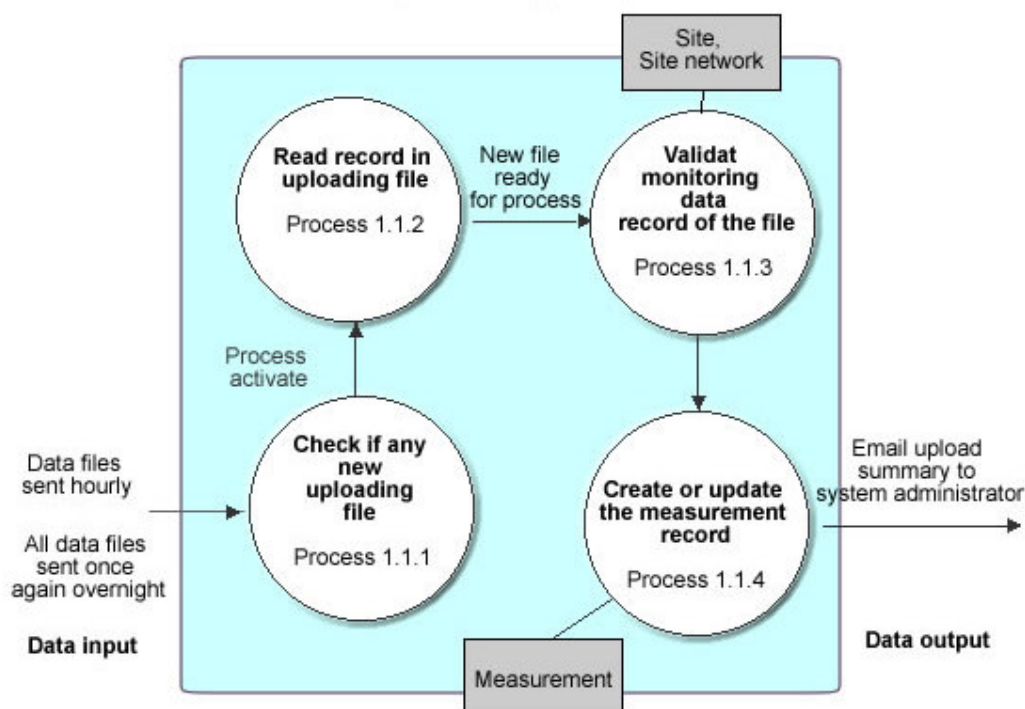 Site,
Site network
Read record in
uploading file
Process 1.1.2
New file
ready
for process
Validat
monitoring
data
record of the file
Process 1.1.3
Process
activate
Data files
sent hourly
All data files
sent once
again overnight
Data input
Check if any
new
uploading
file
Process 1.1.1
Create or update
the measurement
record
Process 1.1.4
Email upload
summary to
system administrator
Data output
Measurement